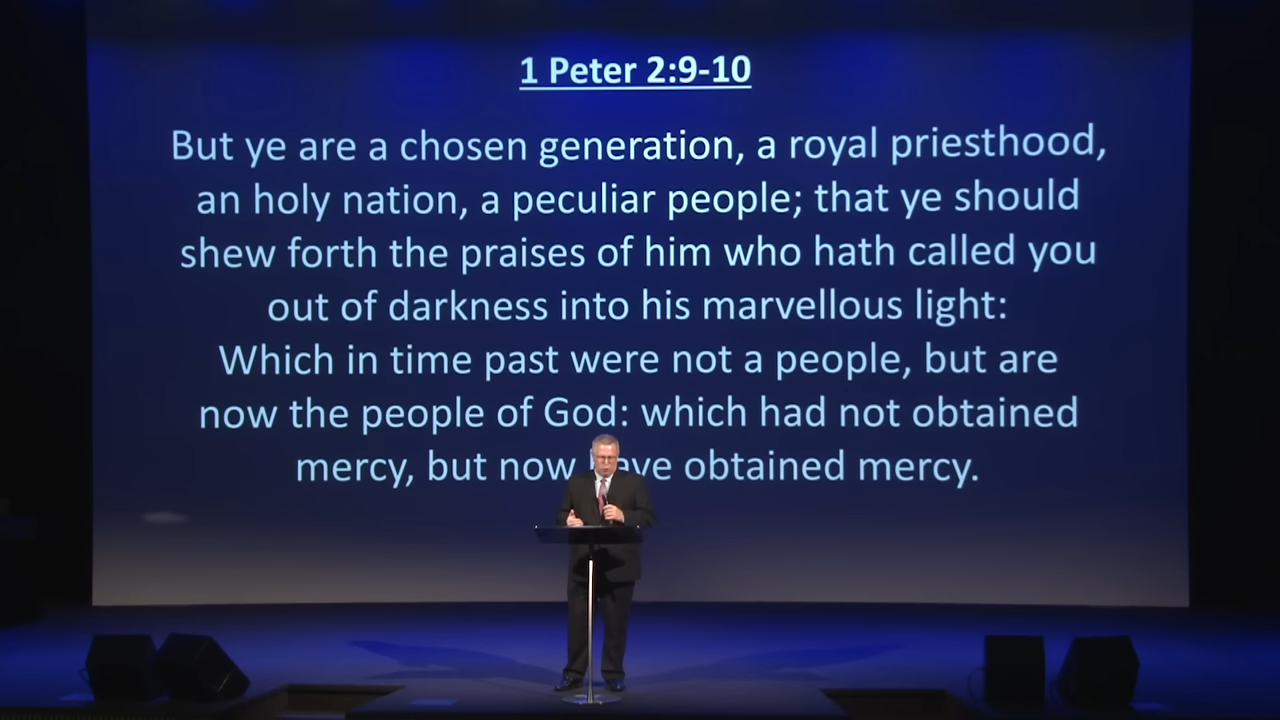 1 Peter 2:9-10
But ye are a chosen generation, a royal priesthood,
an holy nation, a peculiar people; that ye should
shew forth the praises of him who hath called you
out of darkness into his marvellous light:
Which in time past were not a people, but are
now the people of God: which had not obtained
mercy, but now have obtained mercy.